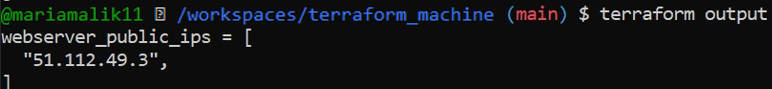 @mariamalik11 /workspaces/terraform_machine (main) $ terraform output
webserver_public_ips = [
  "51.112.49.3",
]